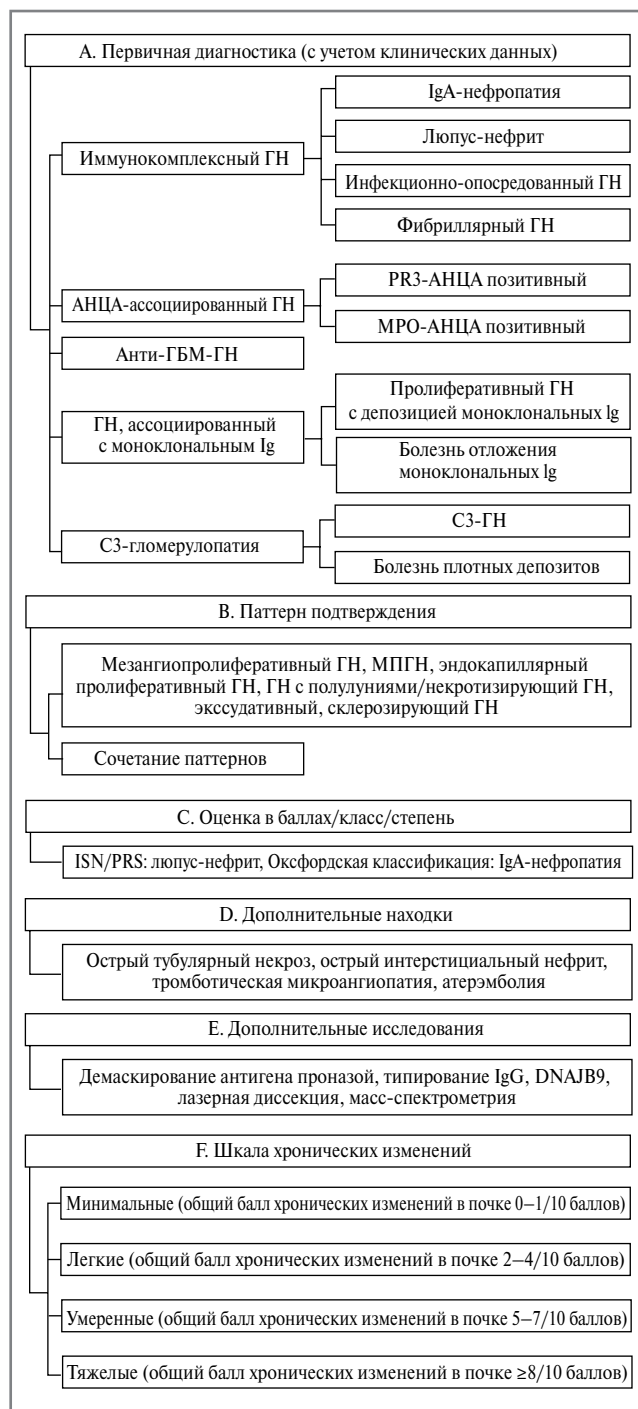 А. Первичная диагностика (с учетом клинических данных)
Иммунокомплексный ГН
IgA-нефропатия
Люпус-нефрит
Инфекционно-опосредованный ГН
Фибриллярный ГН
АНЦА-ассоциированный ГН
PR3-АНЦА позитивный
МРО-АНЦА позитивный
Анти-ГБМ-ГН
ГН, ассоциированный
с моноклональным Ig
Пролиферативный ГН
с депозицией моноклональных Ig
Болезнь отложения
моноклональных Ig
С3-гломерулопатия
С3-ГН
Болезнь плотных депозитов
В. Паттерн подтверждения
Мезангиопролиферативный ГН, МПГН, эндокапиллярный
пролиферативный ГН, ГН с полулуниями/некротизирующий ГН,
экссудативный, склерозирующий ГН
Сочетание паттернов
С. Оценка в баллах/класс/степень
ISN/PRS: люпус-нефрит, Оксфордская классификация: IgA-нефропатия
D. Дополнительные находки
Острый тубулярный некроз, острый интерстициальный нефрит,
тромботическая микроангиопатия, атерэмболия
Е. Дополнительные исследования
Демаскирование антигена проназой, типирование IgG, DNAJB9,
лазерная диссекция, масс-спектрометрия
F. Шкала хронических изменений
Минимальные (общий балл хронических изменений в почке 0–1/10 баллов)
Легкие (общий балл хронических изменений в почке 2–4/10 баллов)
Умеренные (общий балл хронических изменений в почке 5–7/10 баллов)
Тяжелые (общий балл хронических изменений в почке ≥8/10 баллов)